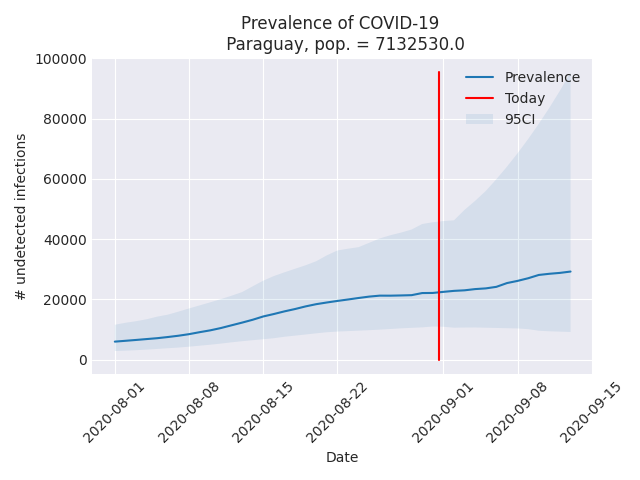 Prevalence of COVID-19
Paraguay, pop. = 7132530.0
100000
80000
60000
40000
20000
0
# undetected infections
Prevalence
Today
95CI
2020-08-01
2020-08-08
2020-08-15
2020-08-22
2020-09-01
2020-09-08
2020-09-15
Date